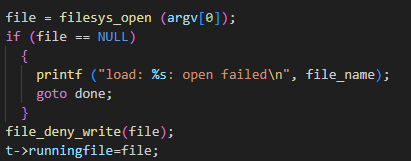 file = filesys_open (argv[0]);
if (file == NULL)
{
printf ("load: %s: open failed\n", file_name);
goto done;
}
file_deny_write(file);
t->runningfile=file;